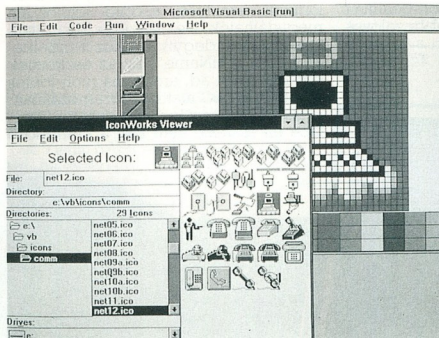 Microsoft Visual Basic [run]
File Edit Code Run Window Help
IconWorks Viewer
File Edit Options Help
Selected Icon:
File: net12.ico
Directory:
e:\vb\icons\comm
Directories: 29 Icons
e:\
vb
icons
comm
net05.ico
net06.ico
net07.ico
net08.ico
net09a.ico
net09b.ico
net10a.ico
net10b.ico
net11.ico
net12.ico
Drives:
e: